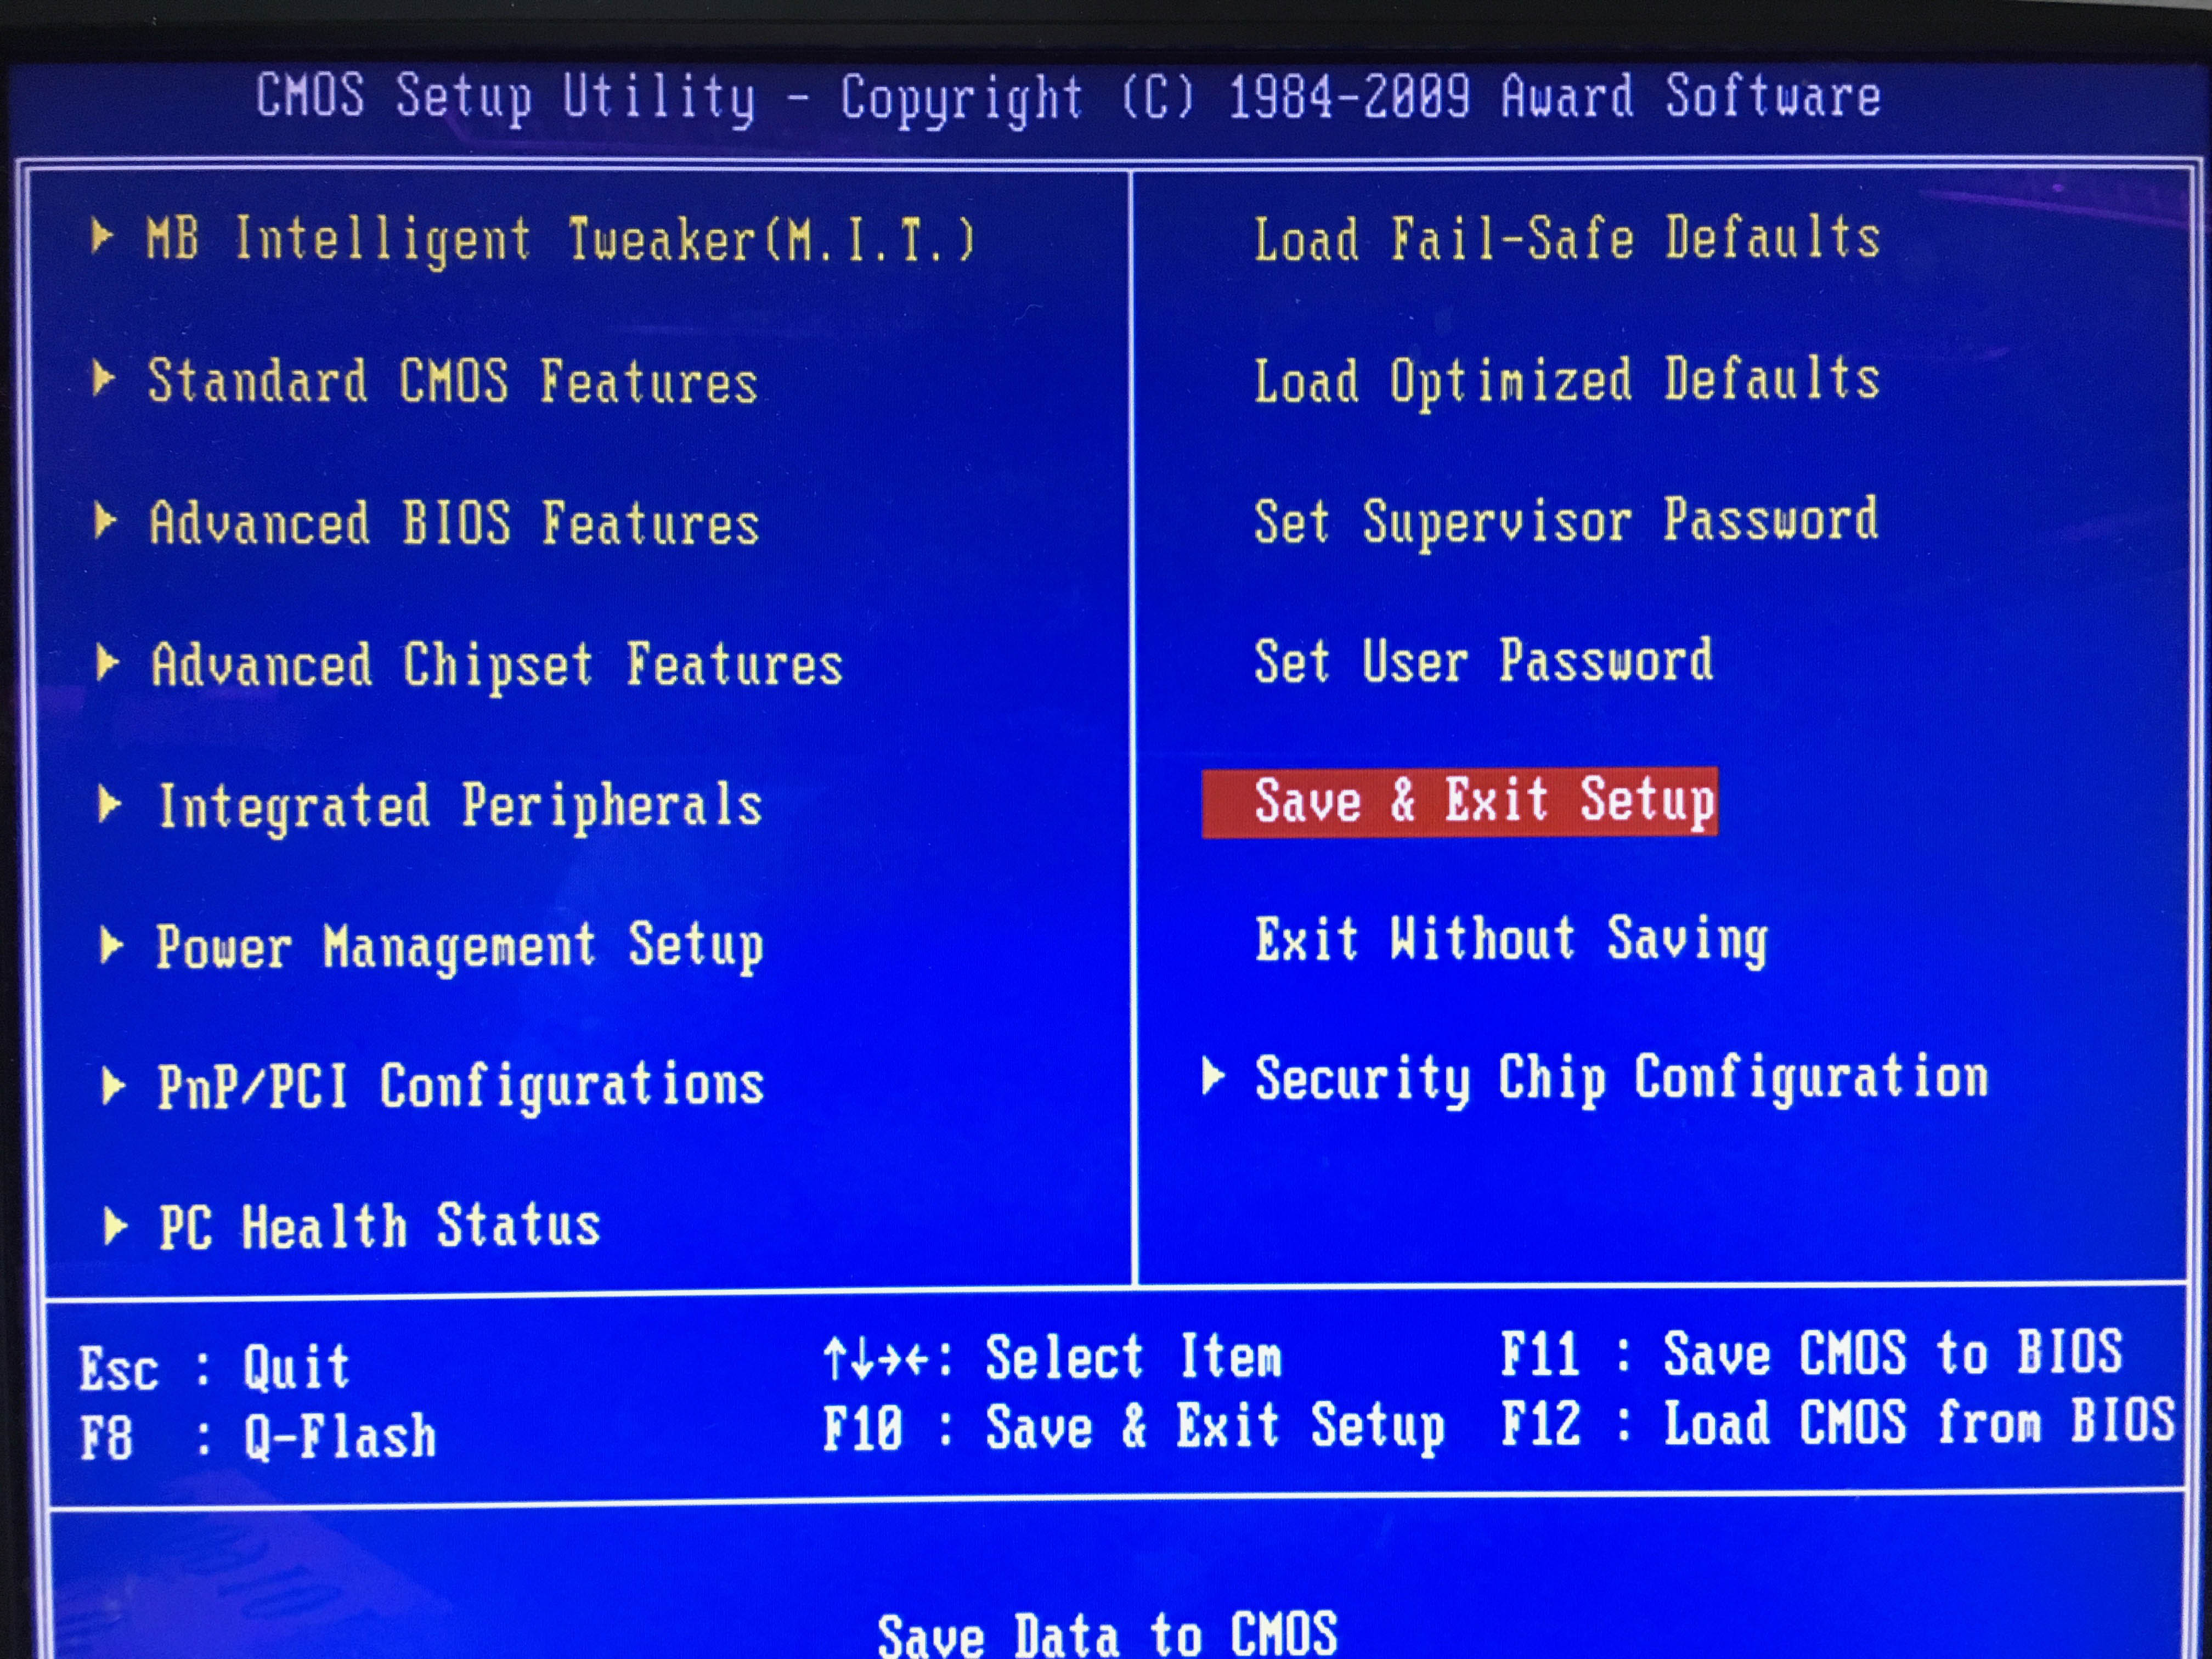 CMOS Setup Utility - Copyright (C) 1984-2009 Award Software
MB Intelligent Tweaker(M.I.T.)
Standard CMOS Features
Advanced BIOS Features
Advanced Chipset Features
Integrated Peripherals
Power Management Setup
PnP/PCI Configurations
PC Health Status
Load Fail-Safe Defaults
Load Optimized Defaults
Set Supervisor Password
Set User Password
Save & Exit Setup
Exit Without Saving
Security Chip Configuration
Esc : Quit ↑↓→←: Select Item F11 : Save CMOS to BIOS
F8 : Q-Flash F10 : Save & Exit Setup F12 : Load CMOS from BIOS
Save Data to CMOS